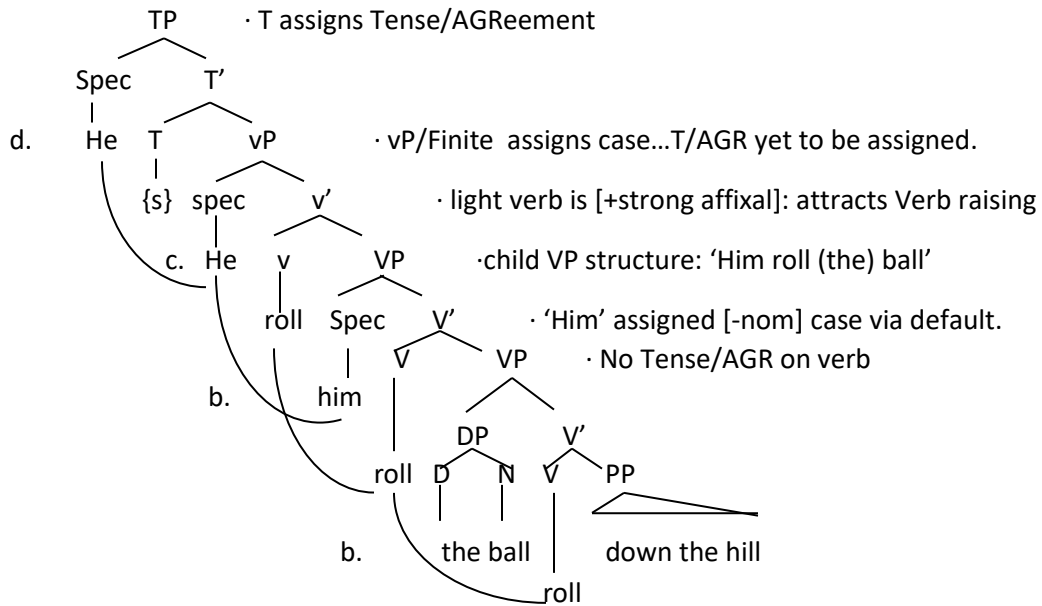 TP · T assigns Tense/AGReement
Spec T’
d. He T vP · vP/Finite assigns case…T/AGR yet to be assigned.
{s} spec v’ · light verb is [+strong affixal]: attracts Verb raising
c. He v VP ·child VP structure: ‘Him roll (the) ball’
roll Spec V’ · ‘Him’ assigned [-nom] case via default.
V VP · No Tense/AGR on verb
b. him
DP V’
roll D N V PP
b. the ball down the hill
roll